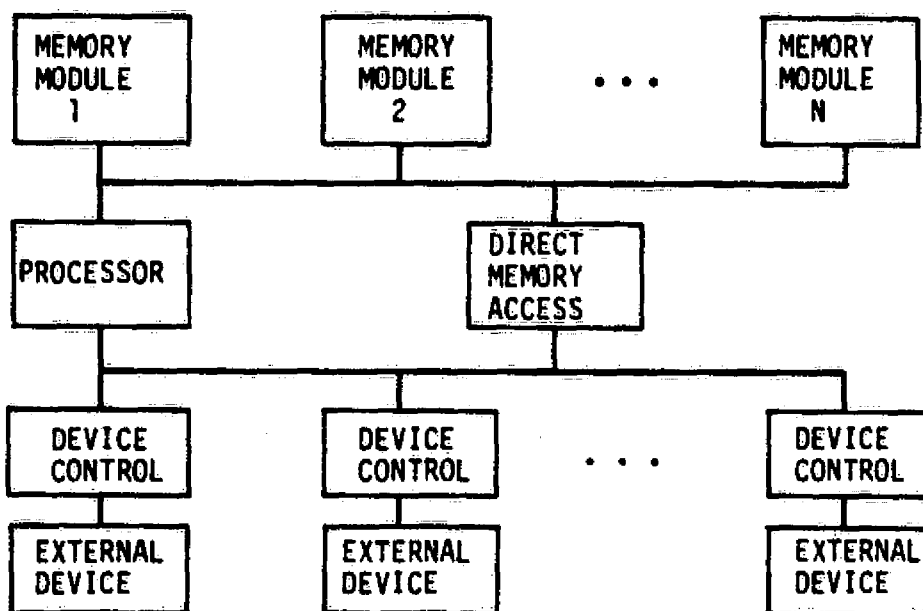 MEMORY
MODULE
1
MEMORY
MODULE
2
MEMORY
MODULE
N
PROCESSOR
DIRECT
MEMORY
ACCESS
DEVICE
CONTROL
DEVICE
CONTROL
DEVICE
CONTROL
EXTERNAL
DEVICE
EXTERNAL
DEVICE
EXTERNAL
DEVICE